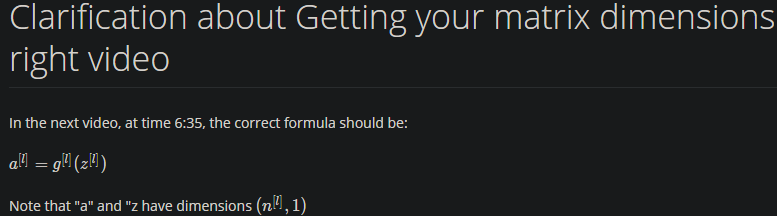 Clarification about Getting your matrix dimensions
right video
In the next video, at time 6:35, the correct formula should be:
a^{[l]} = g^{[l]}(z^{[l]})
Note that "a" and "z have dimensions (n^{[l]}, 1)